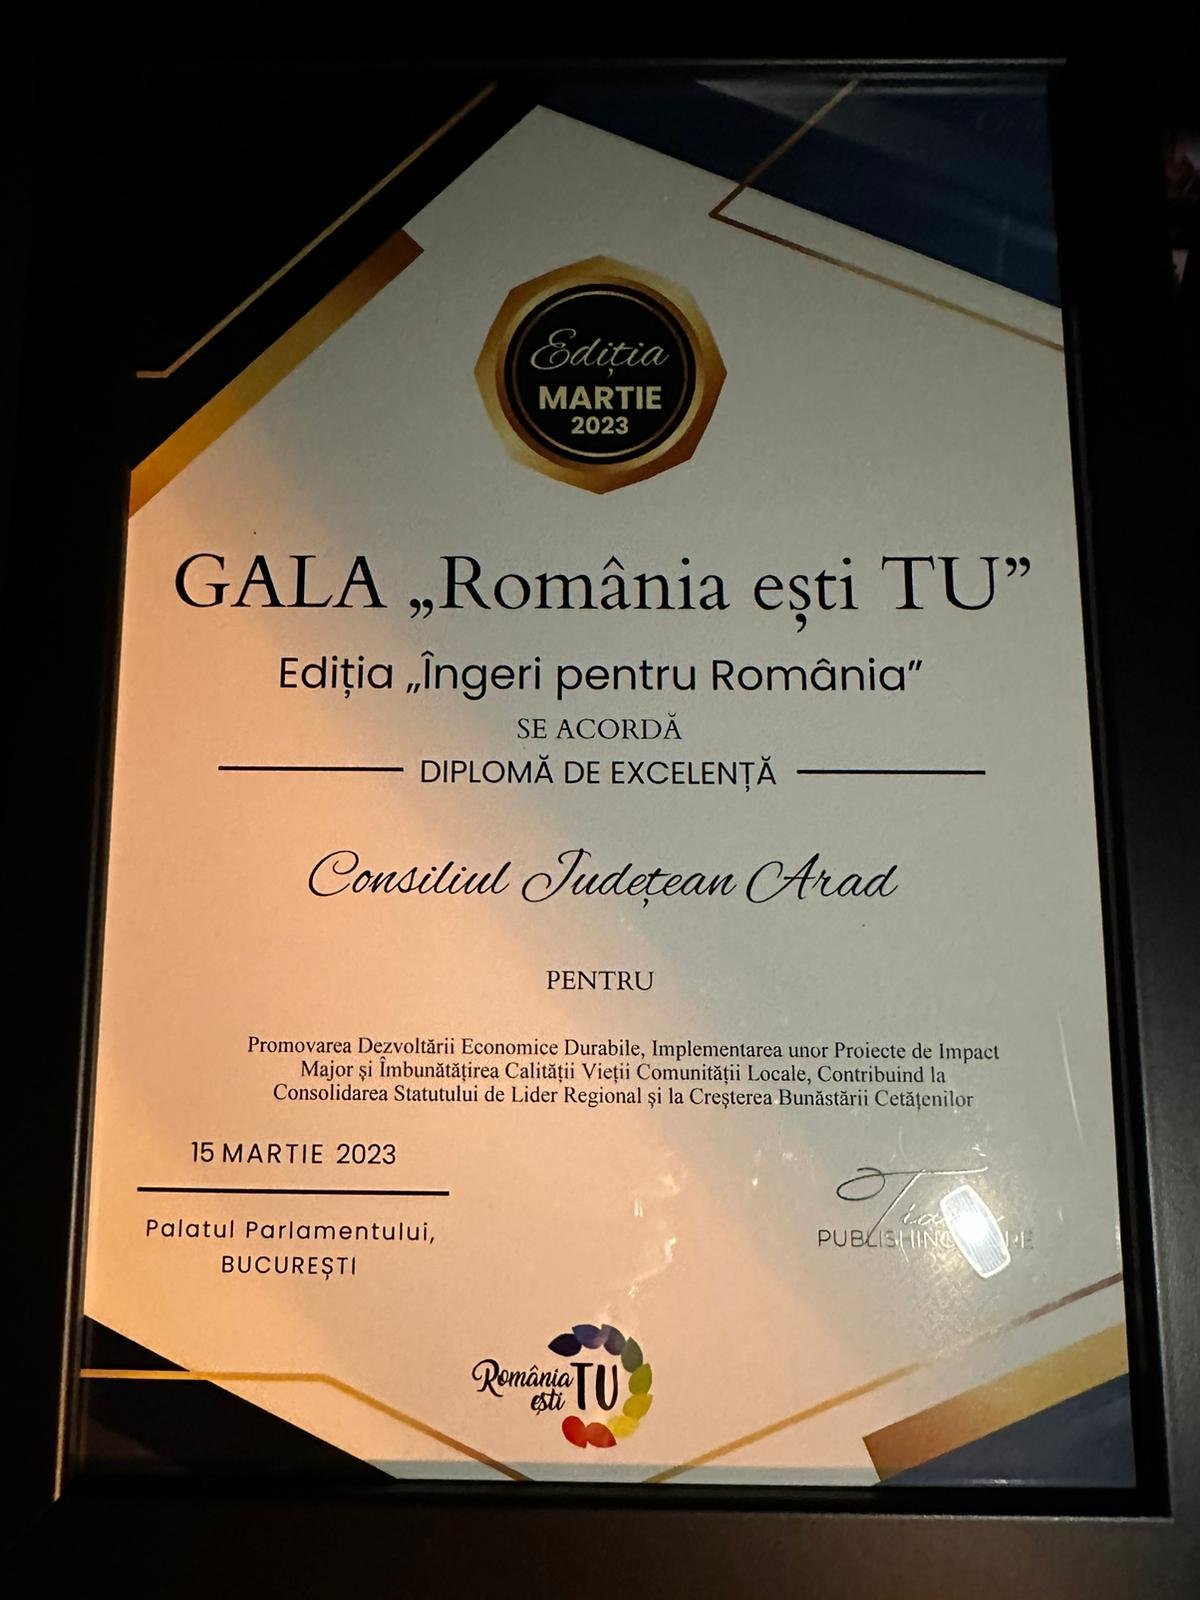 Ediția
MARTIE
2023
GALA „România ești TU”
Ediția „Îngeri pentru România”
SE ACORDĂ
DIPLOMĂ DE EXCELENȚĂ
Consiliul Județean Arad
PENTRU
Promovarea Dezvoltării Economice Durabile, Implementarea unor Proiecte de Impact
Major și Îmbunătățirea Calității Vieții Comunității Locale, Contribuind la
Consolidarea Statutului de Lider Regional și la Creșterea Bunăstării Cetățenilor
15 MARTIE 2023
Palatul Parlamentului,
BUCUREȘTI
România
ești TU